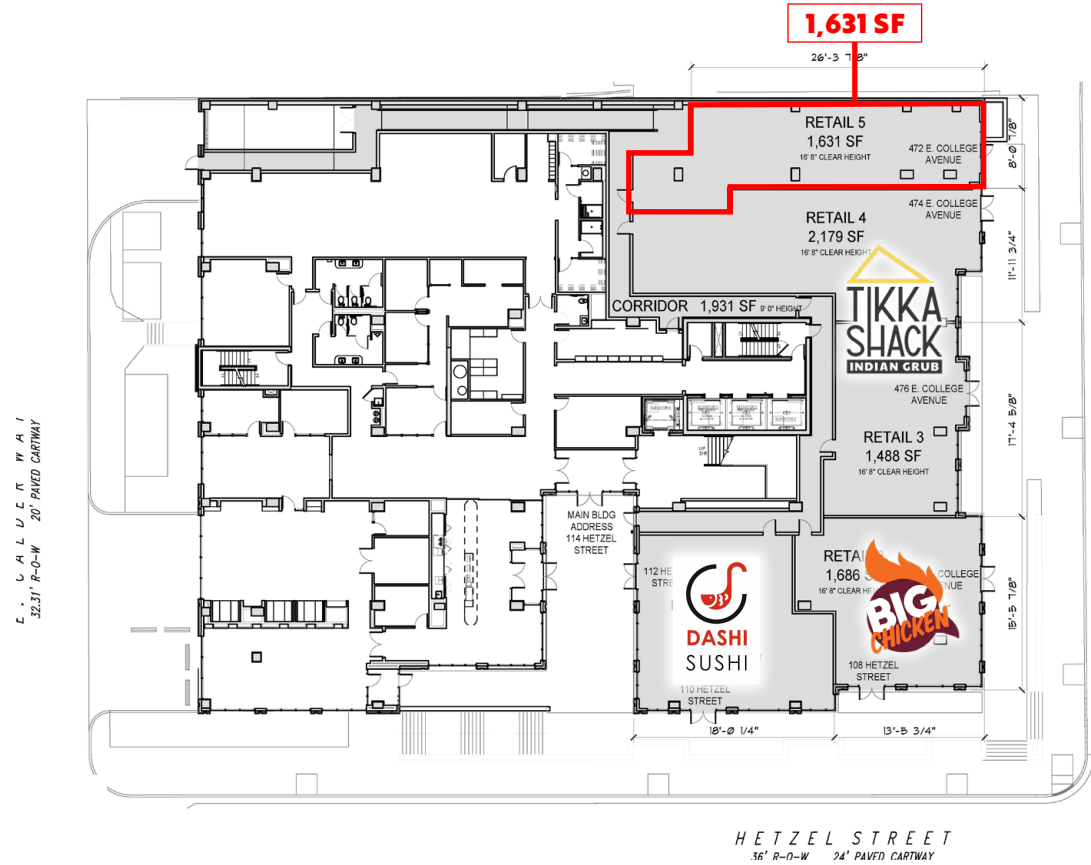 1,631 SF
26'-3 7/8"
RETAIL 5
1,631 SF
16' 8" CLEAR HEIGHT
472 E. COLLEGE
AVENUE
8'-0 7/8"
474 E. COLLEGE
AVENUE
RETAIL 4
2,179 SF
16' 8" CLEAR HEIGHT
11'-11 3/4"
TIKKA
SHACK
INDIAN GRUB
CORRIDOR 1,931 SF 9' 0" HEIGHT
476 E. COLLEGE
AVENUE
17'-4 5/8"
RETAIL 3
1,488 SF
16' 8" CLEAR HEIGHT
UP
MAIN BLDG
ADDRESS
114 HETZEL
STREET
112 HE
STRE
DASHI
SUSHI
110 HETZEL
STREET
RETAI
1,686 S
16' 8" CLEAR HE
COLLEGE
NUE
BIG
CHICKEN
108 HETZEL
STREET
15'-5 7/8"
18'-0 1/4"
13'-5 3/4"
E. CALDER WAY
32.31' R-O-W 20' PAVED CARTWAY
HETZEL STREET
36' R-O-W 24' PAVED CARTWAY